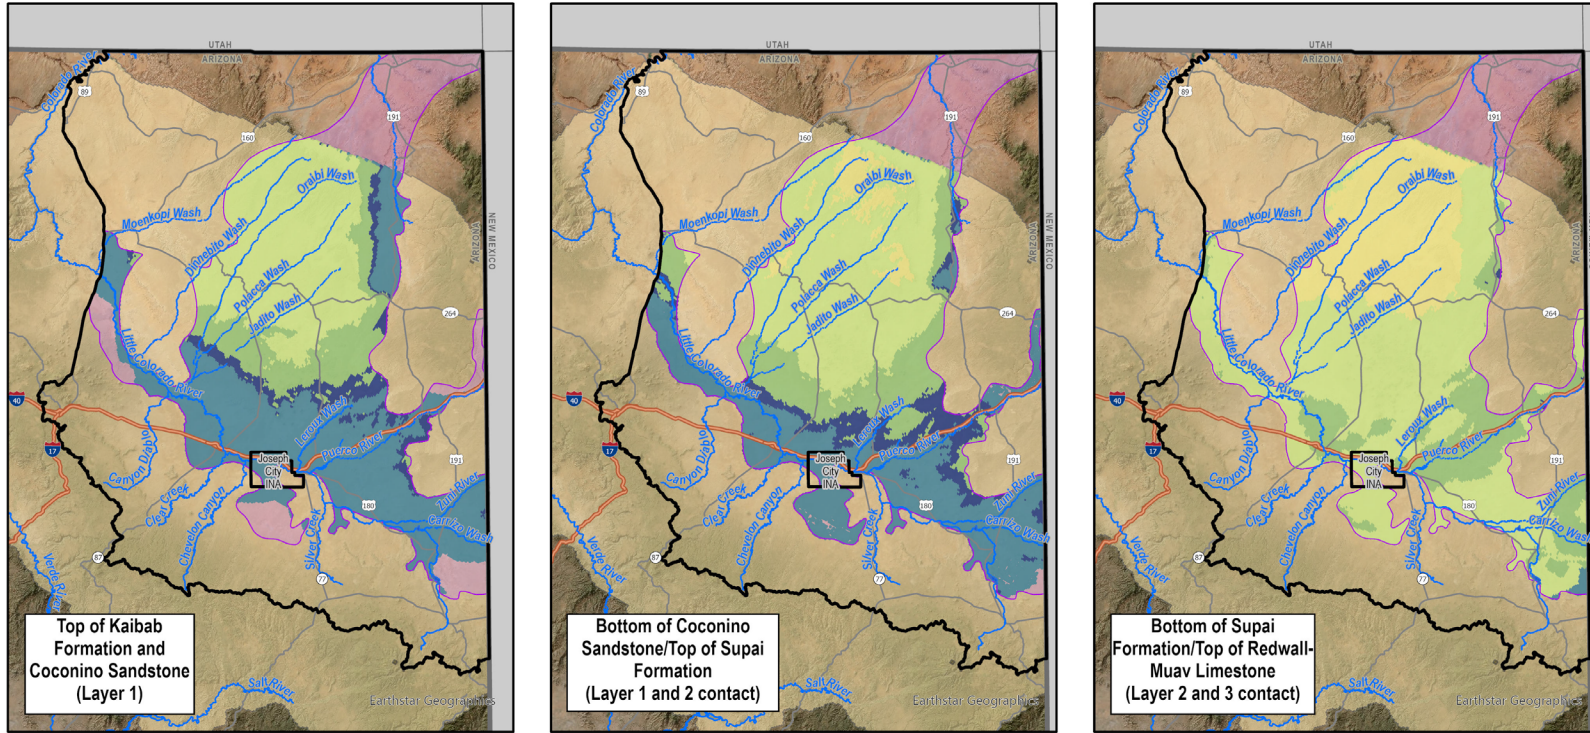 UTAH
ARIZONA
Colorado River
89
191
160
Oraibi Wash
Moenkopi Wash
Dinnebito Wash
NEW MEXICO
ARIZONA
Polacca Wash
Jadito Wash
264
Little Colorado River
40
Leroux Wash
17
Canyon Diablo
Puerco River
Joseph
City
INA
191
Clear Creek
Zuni River
180
Chevelon Canyon
Carrizo Wash
Silver Creek
Verde River
87
77
Top of Kaibab
Formation and
Coconino Sandstone
(Layer 1)
Salt River
Earthstar Geographics
UTAH
ARIZONA
Colorado River
89
191
160
Oraibi Wash
Moenkopi Wash
Dinnebito Wash
NEW MEXICO
ARIZONA
Polacca Wash
Jadito Wash
264
Little Colorado River
40
Leroux Wash
17
Canyon Diablo
Puerco River
Joseph
City
INA
191
Clear Creek
Zuni River
180
Chevelon Canyon
Carrizo Wash
Silver Creek
Verde River
87
77
Bottom of Coconino
Sandstone/Top of Supai
Formation
(Layer 1 and 2 contact)
Salt River
Earthstar Geographics
UTAH
ARIZONA
Colorado River
89
191
160
Oraibi Wash
Moenkopi Wash
Dinnebito Wash
ARIZONA
Polacca Wash
Jadito Wash
264
Little Colorado River
40
Leroux Wash
17
Canyon Diablo
Puerco River
Joseph
City
INA
191
Clear Creek
Zuni River
180
Chevelon Canyon
Carrizo Wash
Silver Creek
Verde River
87
77
Bottom of Supai
Formation/Top of Redwall-
Muav Limestone
(Layer 2 and 3 contact)
Salt River
Earthstar Geographics